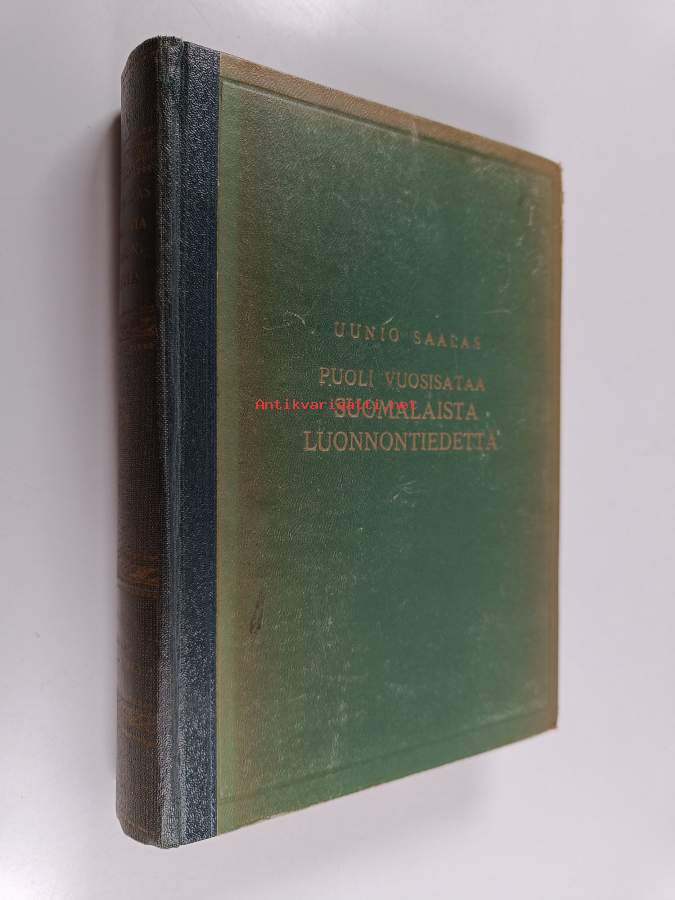 UUNIO SAALAS
PUOLI VUOSISATAA
Antikvariaatti.net
SUOMALAISTA
LUONNONTIEDETTÄ